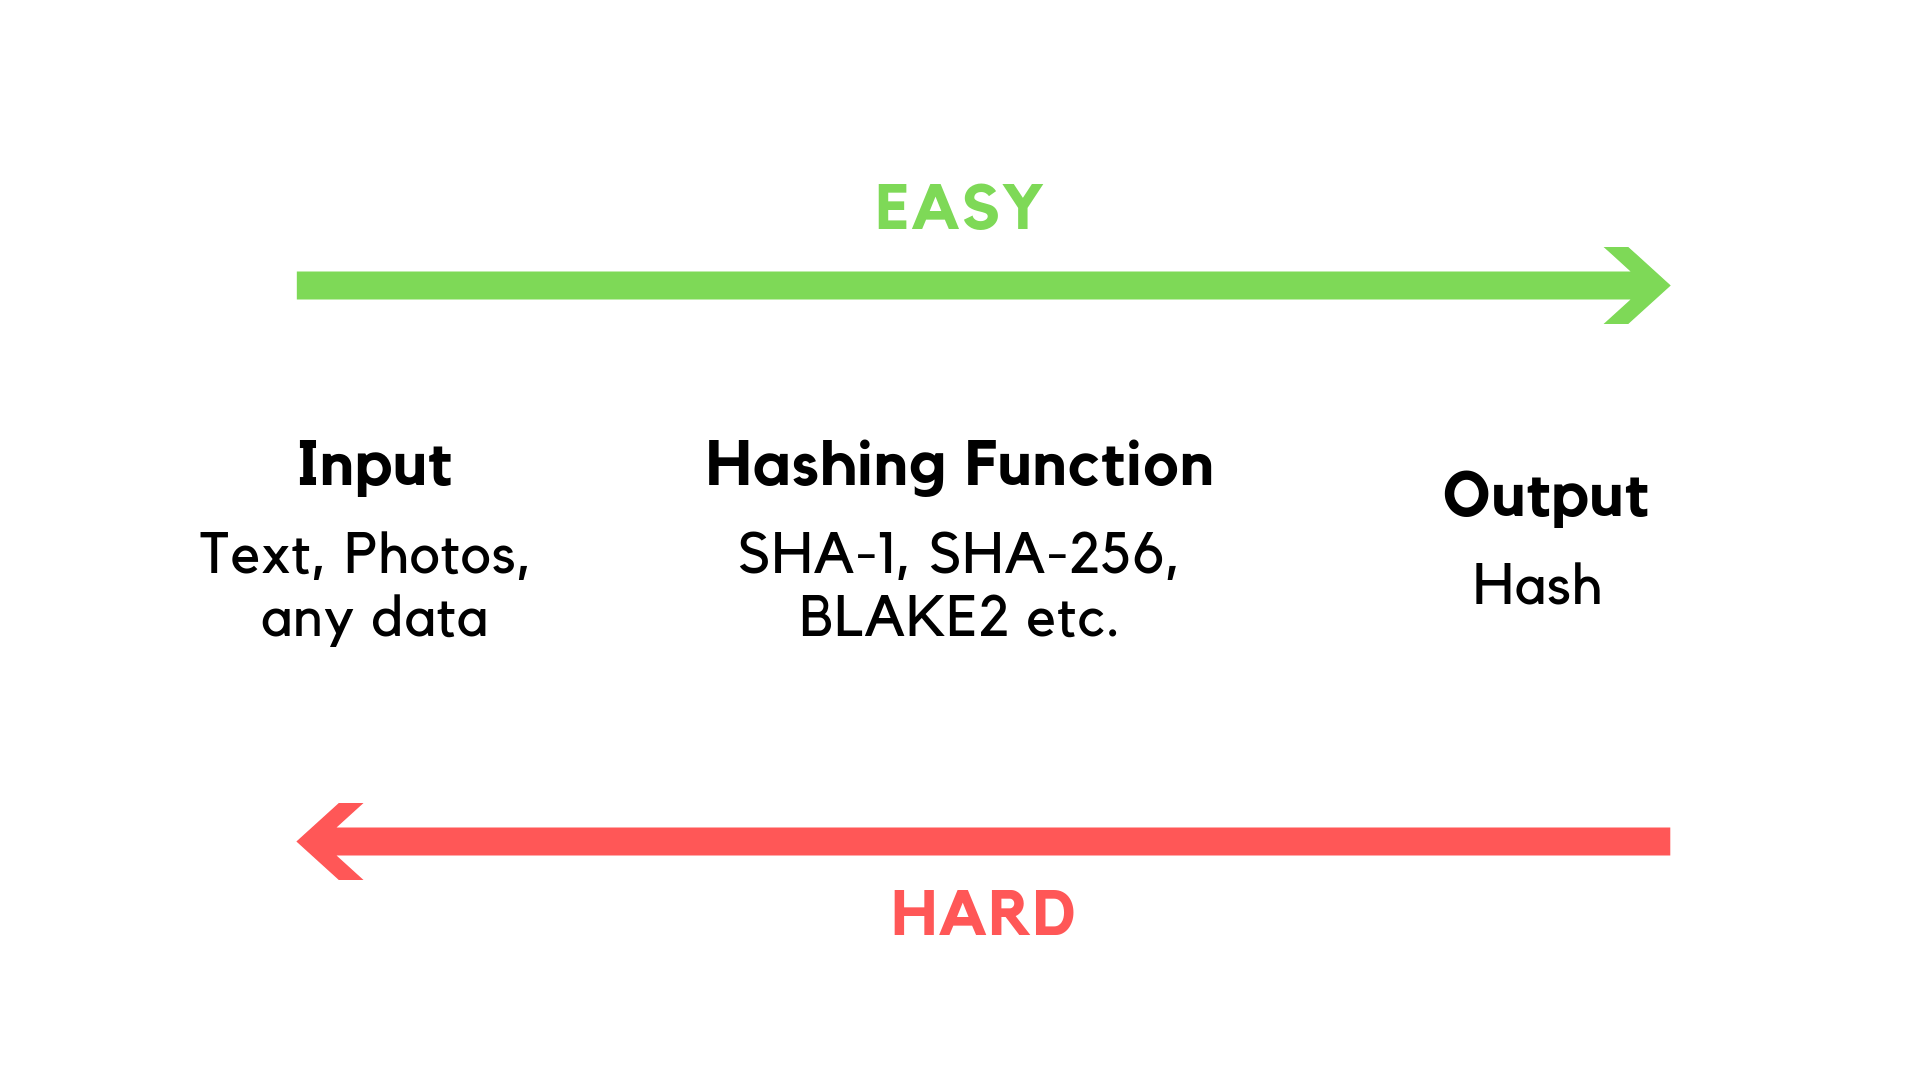 EASY
Input
Text, Photos,
any data
Hashing Function
SHA-1, SHA-256,
BLAKE2 etc.
Output
Hash
HARD